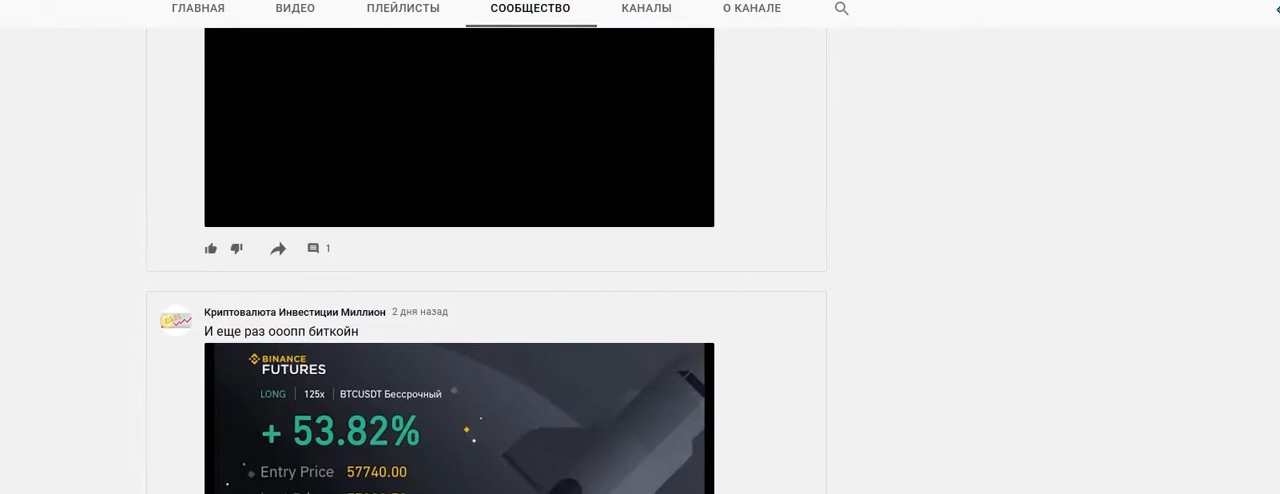 ГЛАВНАЯ ВИДЕО ПЛЕЙЛИСТЫ СООБЩЕСТВО КАНАЛЫ О КАНАЛЕ
1
Криптовалюта Инвестиции Миллион 2 дня назад
И еще раз ооопп биткойн
BINANCE
FUTURES
LONG 125x BTCUSDT Бессрочный
+ 53.82%
Entry Price 57740.00